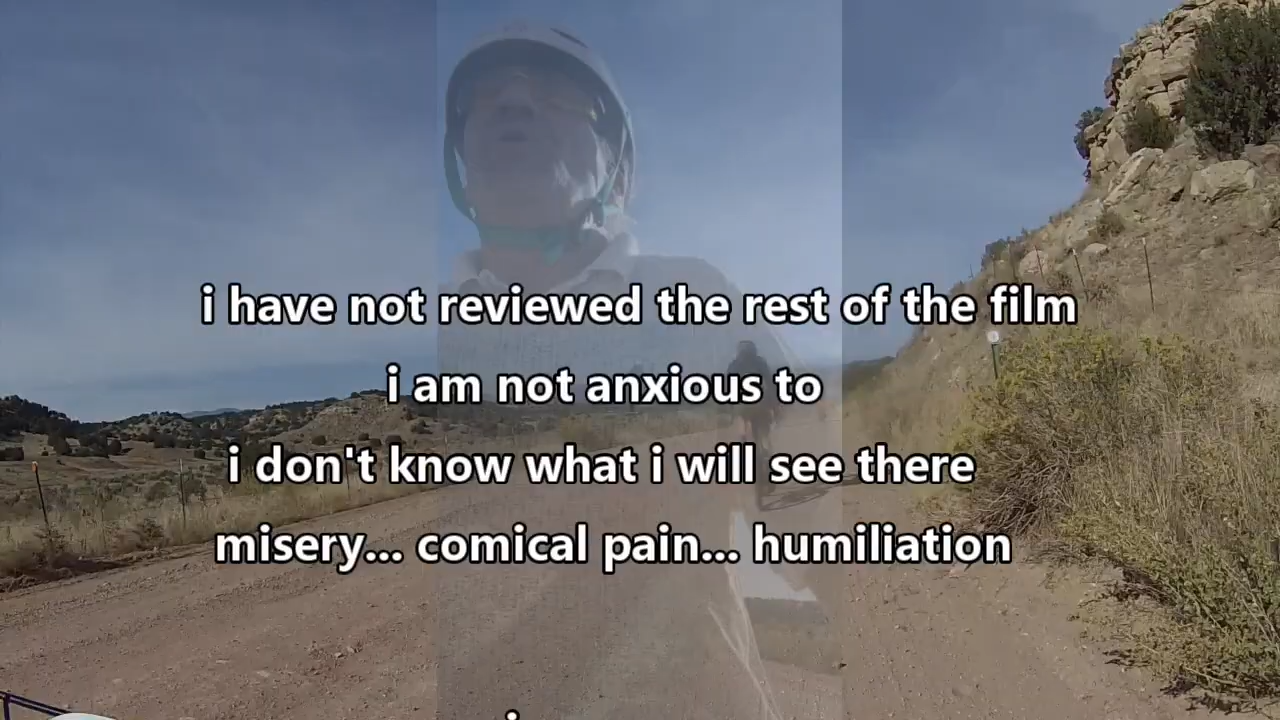 i have not reviewed the rest of the film
i am not anxious to
i don't know what i will see there
misery... comical pain... humiliation